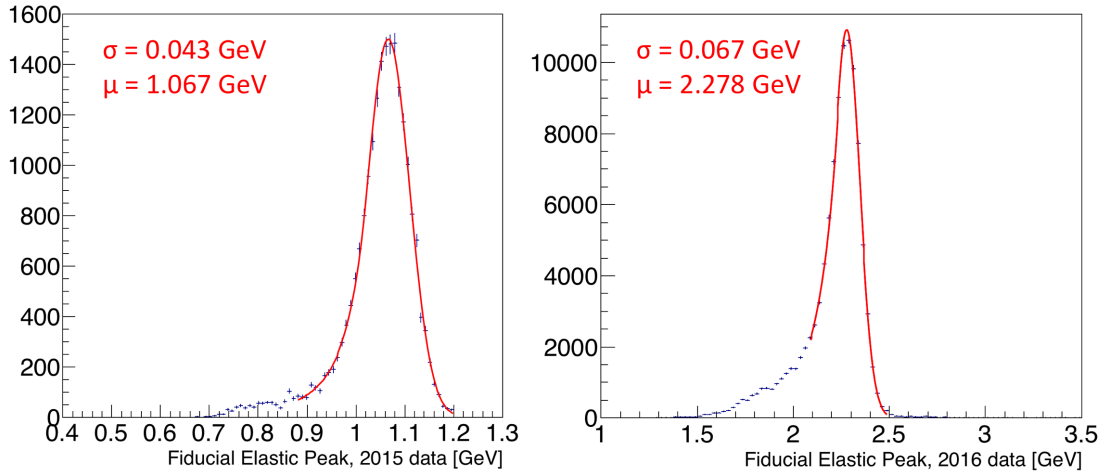 1600
1400
1200
1000
800
600
400
200
0
σ = 0.043 GeV
μ = 1.067 GeV
0.4 0.5 0.6 0.7 0.8 0.9 1 1.1 1.2 1.3
Fiducial Elastic Peak, 2015 data [GeV]
10000
8000
6000
4000
2000
0
σ = 0.067 GeV
μ = 2.278 GeV
1 1.5 2 2.5 3 3.5
Fiducial Elastic Peak, 2016 data [GeV]